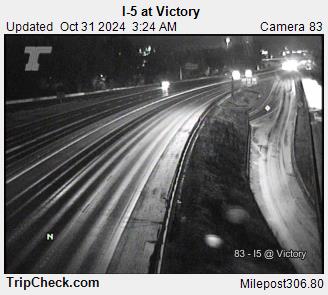 I-5 at Victory
Updated Oct 31 2024 3:24 AM Camera 83
T
N
83 - I5 @ Victory
TripCheck.com Milepost306.80